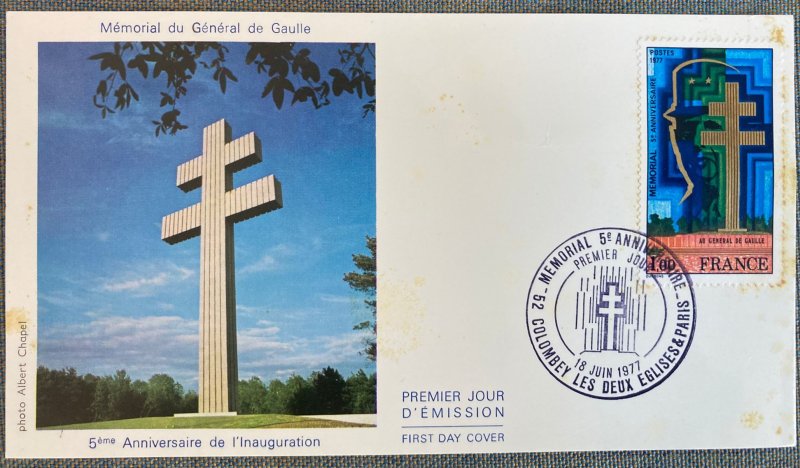 Mémorial du Général de Gaulle
photo Albert Chapel
5ème Anniversaire de l'Inauguration
PREMIER JOUR
D'ÉMISSION
FIRST DAY COVER
POSTES
1977
MEMORIAL 5e ANNIVERSAIRE
AU GENERAL DE GAULLE
1,00 FRANCE
MEMORIAL 5e ANNIVERSAIRE
PREMIER JOUR
18 JUIN 1977
-52 COLOMBEY LES DEUX EGLISES & PARIS-